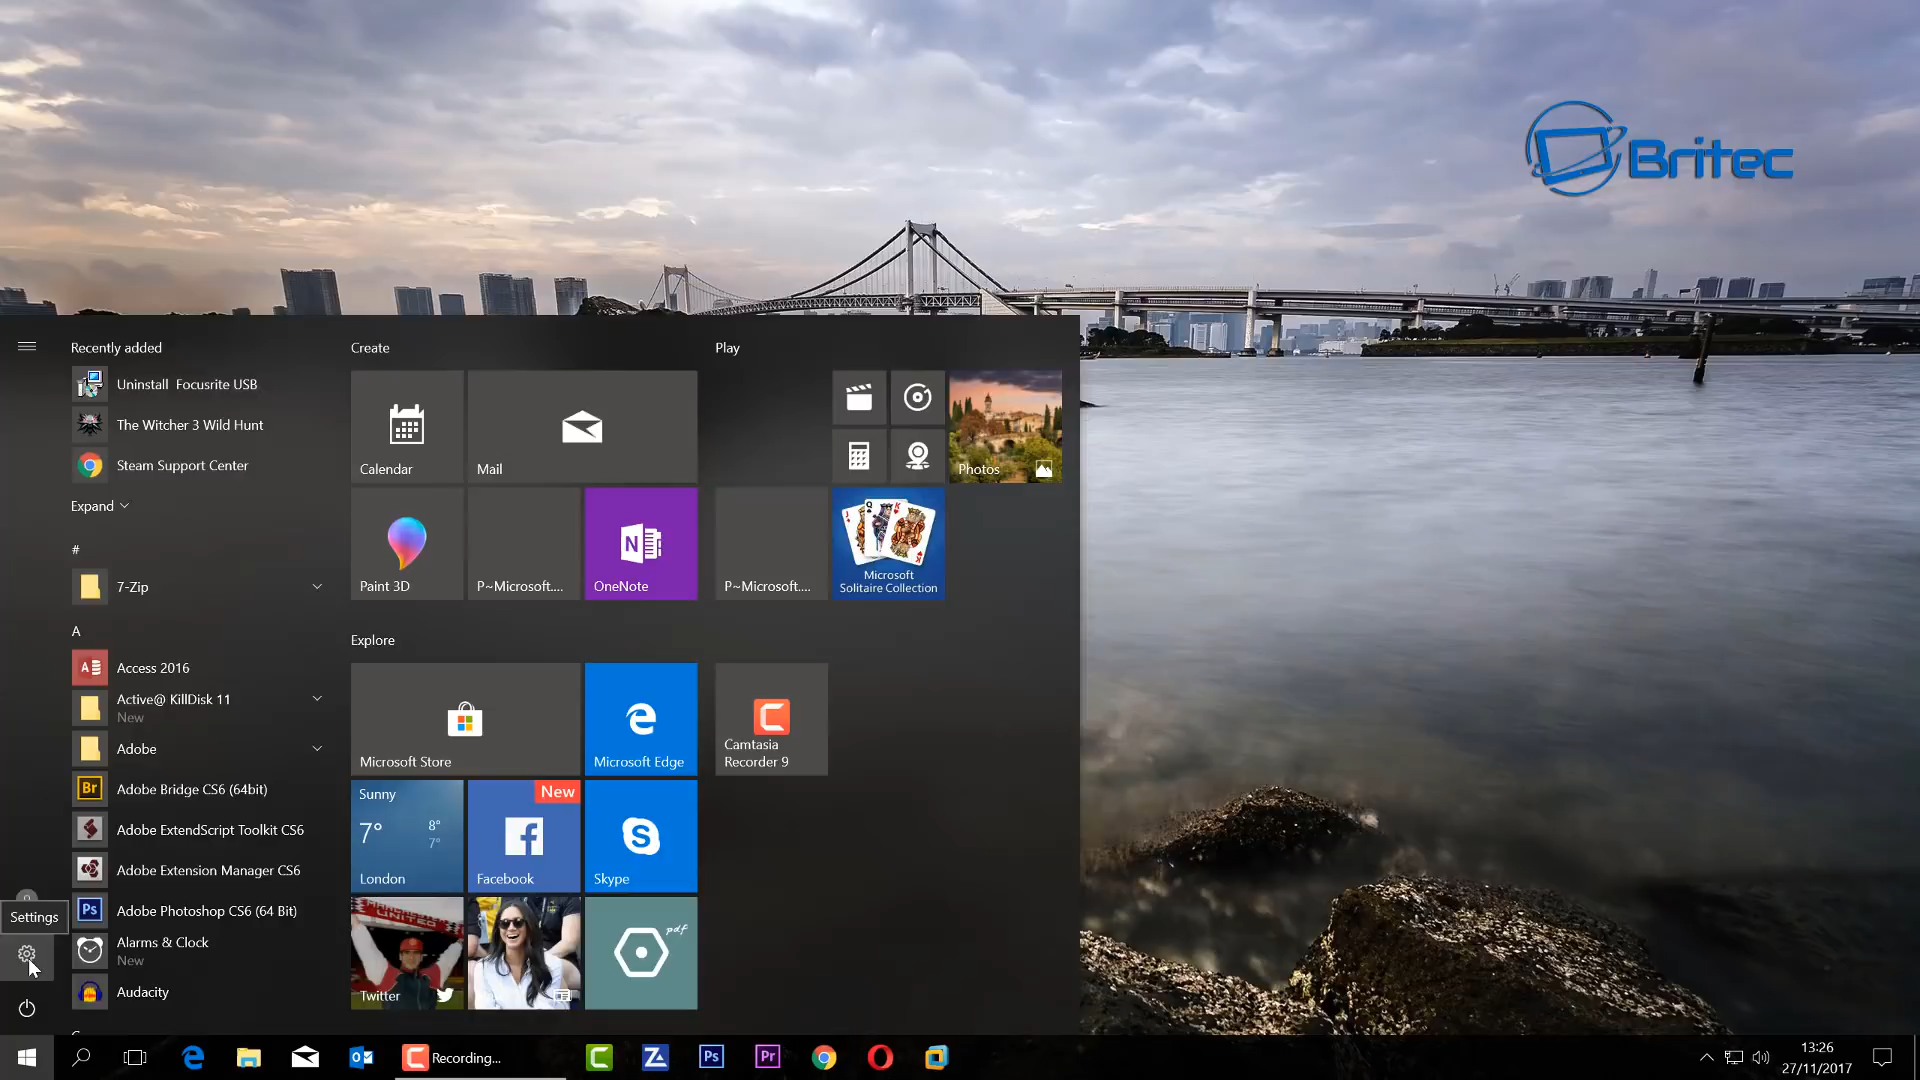 Britec
Recently added
Uninstall  Focusrite USB
The Witcher 3 Wild Hunt
Steam Support Center
Expand
#
7-Zip
A
Access 2016
Active@ KillDisk 11
New
Adobe
Adobe Bridge CS6 (64bit)
Adobe ExtendScript Toolkit CS6
Adobe Extension Manager CS6
Adobe Photoshop CS6 (64 Bit)
Alarms & Clock
New
Audacity
Settings
Create
Calendar
Mail
Paint 3D
P~Microsoft....
OneNote
Play
Photos
P~Microsoft....
Microsoft
Solitaire Collection
Explore
Microsoft Store
Microsoft Edge
Camtasia
Recorder 9
Sunny
7°
8°
7°
London
New
Facebook
Skype
Twitter
pdf
Recording...
13:26
27/11/2017